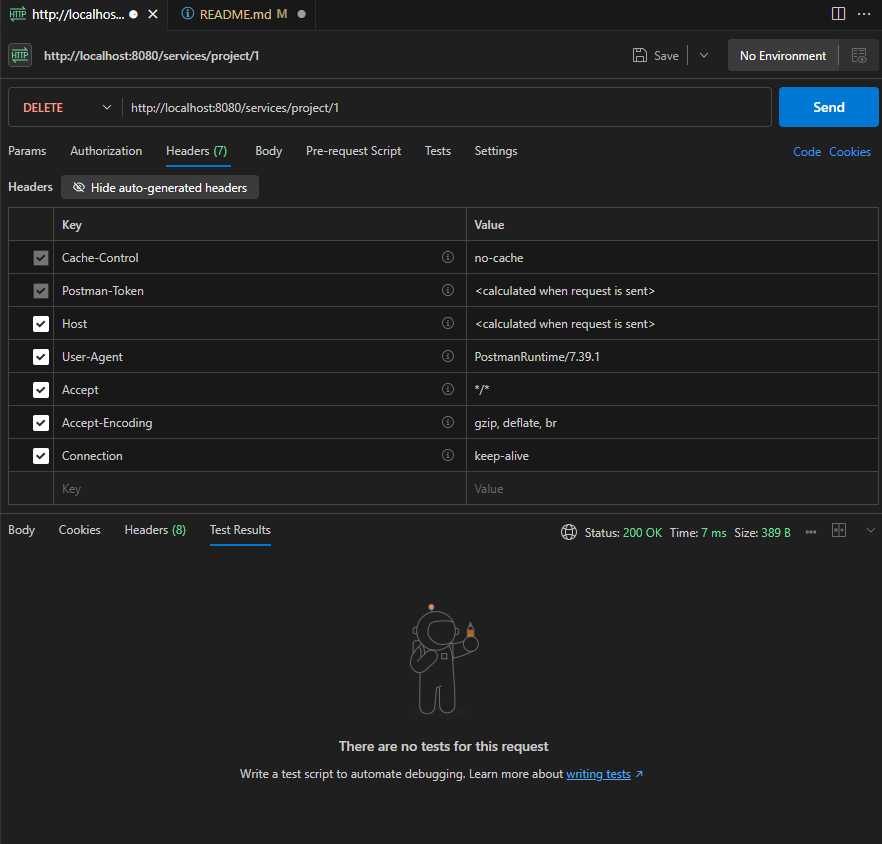 HTTP http://localhos... README.md M
HTTP http://localhost:8080/services/project/1 Save No Environment
DELETE http://localhost:8080/services/project/1 Send
Params Authorization Headers (7) Body Pre-request Script Tests Settings Code Cookies
Headers Hide auto-generated headers
Key Value
Cache-Control no-cache
Postman-Token <calculated when request is sent>
Host <calculated when request is sent>
User-Agent PostmanRuntime/7.39.1
Accept */*
Accept-Encoding gzip, deflate, br
Connection keep-alive
Key Value
Body Cookies Headers (8) Test Results Status: 200 OK Time: 7 ms Size: 389 B
There are no tests for this request
Write a test script to automate debugging. Learn more about writing tests